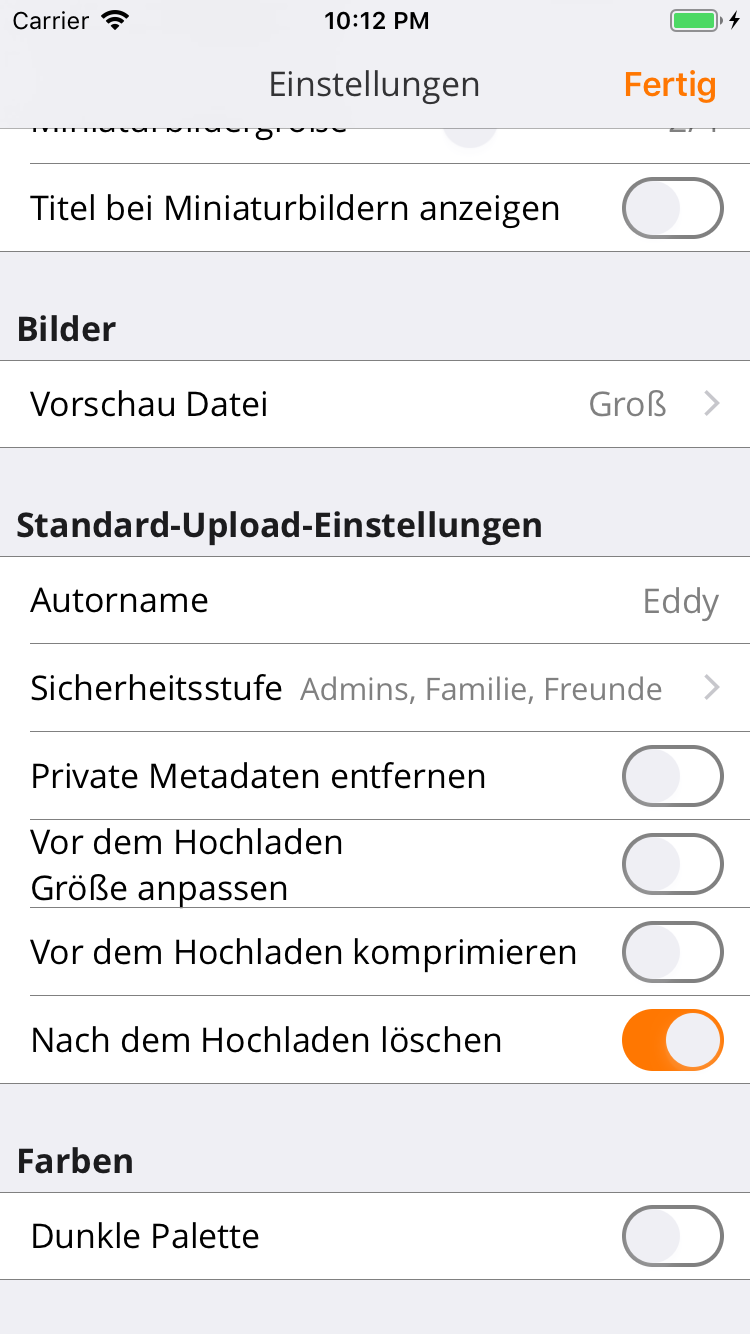 Carrier 10:12 PM
Einstellungen Fertig
Titel bei Miniaturbildern anzeigen
Bilder
Vorschau Datei Groß
Standard-Upload-Einstellungen
Autorname Eddy
Sicherheitsstufe Admins, Familie, Freunde
Private Metadaten entfernen
Vor dem Hochladen
Größe anpassen
Vor dem Hochladen komprimieren
Nach dem Hochladen löschen
Farben
Dunkle Palette